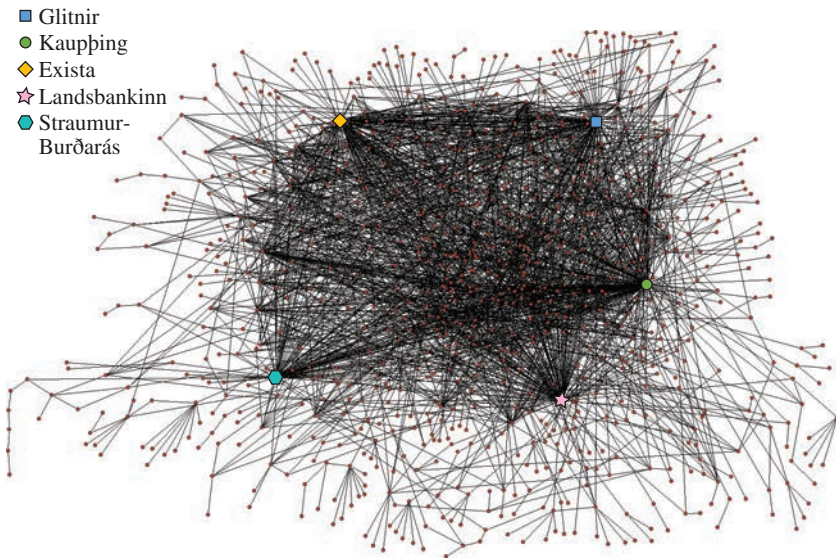 Glitnir
Kaupþing
Exista
Landsbankinn
Straumur-
Burðarás